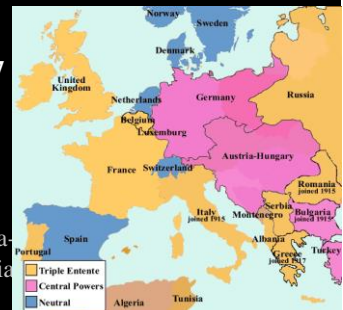 Norway
Sweden
Denmark
United
Kingdom
Netherlands
Germany
Russia
Belgium
Luxemburg
France
Switzerland
Austria-Hungary
Romania
joined 1915
Italy
joined 1915
Serbia
Montenegro
Bulgaria
joined 1915
Albania
Greece
joined 1917
Turkey
Portugal
Spain
Triple Entente
Central Powers
Neutral
Algeria
Tunisia